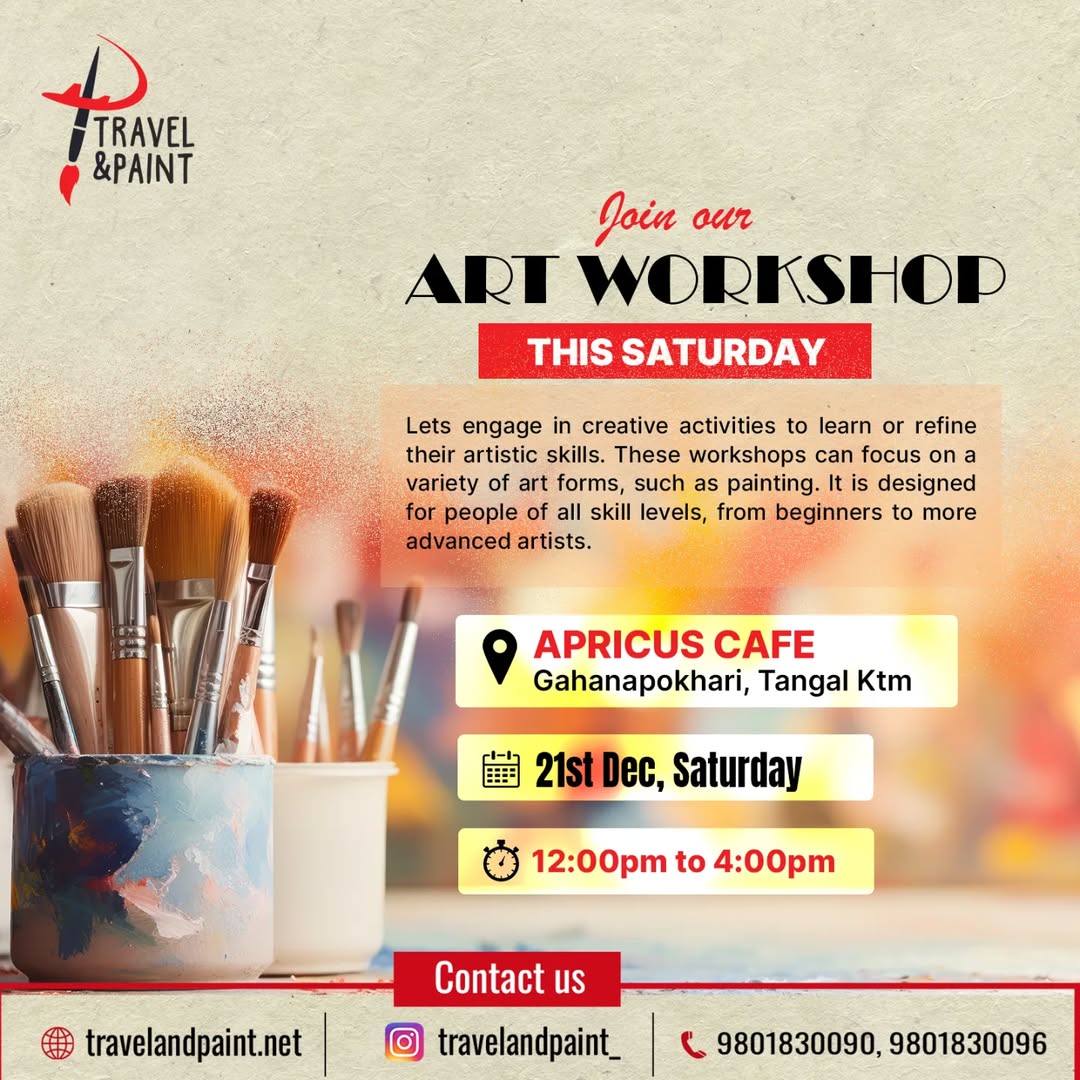 TRAVEL
&PAINT
Join our
ART WORKSHOP
THIS SATURDAY
Lets engage in creative activities to learn or refine
their artistic skills. These workshops can focus on a
variety of art forms, such as painting. It is designed
for people of all skill levels, from beginners to more
advanced artists.
APRICUS CAFE
Gahanapokhari, Tangal Ktm
21st Dec, Saturday
12:00pm to 4:00pm
Contact us
travelandpaint.net
travelandpaint_
9801830090, 9801830096